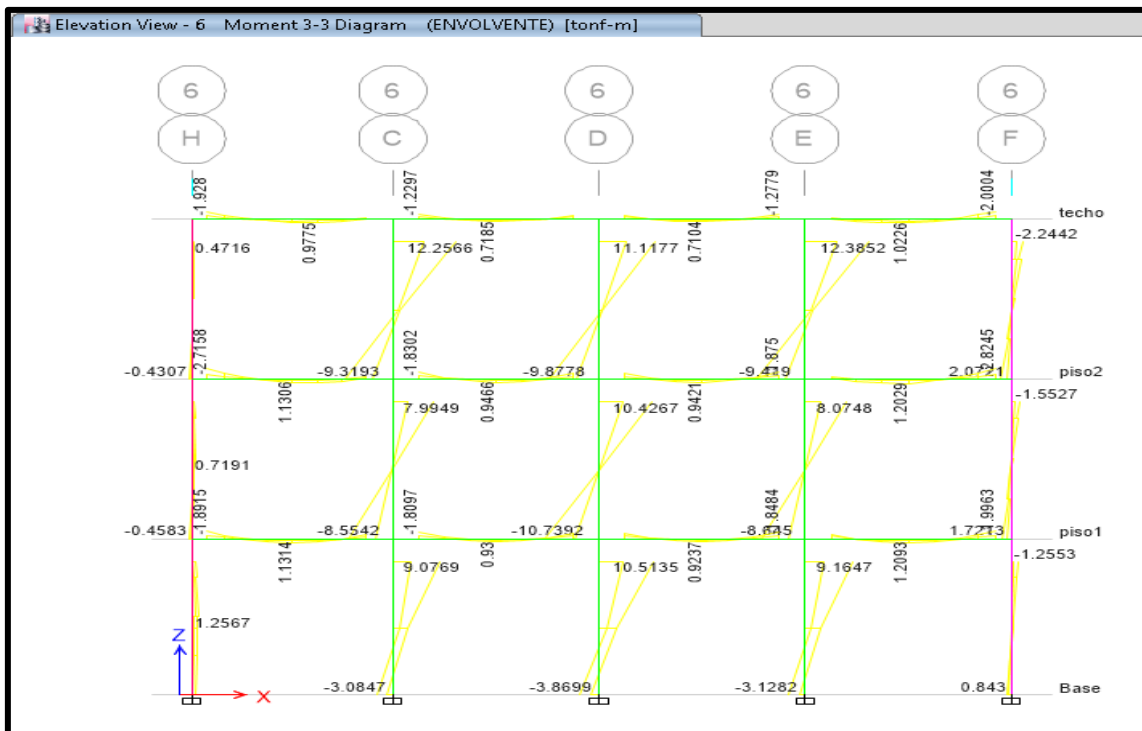 Elevation View - 6 Moment 3-3 Diagram (ENVOLVENTE) [tonf-m]
6 6 6 6 6
H C D E F
-1.928 -1.2297 -1.2779 -2.0004 techo
0.4716 0.9775 12.2566 0.7185 11.1177 0.7104 12.3852 1.0226 -2.2442
-2.7158 -1.8302
-0.4307 -9.3193 -9.8778 2.0721 piso2
1.1306 7.9949 0.9466 10.4267 0.9421 8.0748 1.2029 -1.5527
0.7191
-1.8915 -1.8097
-0.4583 -8.5542 -10.7392 -8.645 1.7213 piso1
1.1314 9.0769 0.93 10.5135 0.9237 9.1647 1.2093 -1.2553
1.2567
Z
-3.0847 -3.8699 -3.1282 0.843 Base
X